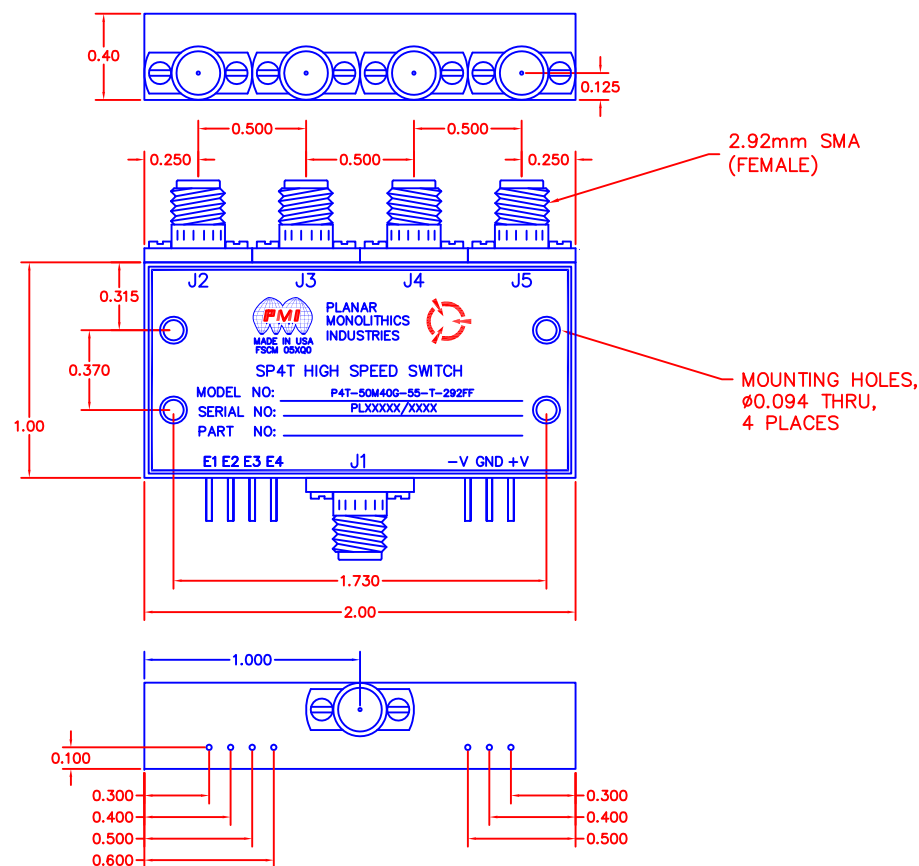 0.40
0.125
0.500
0.500
0.250
0.500
0.250
2.92mm SMA
(FEMALE)
J2
J3
J4
J5
0.315
PMI
MADE IN USA
FSCM 05XQ0
PLANAR
MONOLITHICS
INDUSTRIES
0.370
SP4T HIGH SPEED SWITCH
MODEL NO: P4T-50M40G-55-T-292FF
SERIAL NO: PLXXXXX/XXXX
PART NO:
MOUNTING HOLES,
ø0.094 THRU,
4 PLACES
1.00
E1 E2 E3 E4
J1
-V GND +V
1.730
2.00
1.000
0.100
0.300
0.300
0.400
0.400
0.500
0.500
0.600